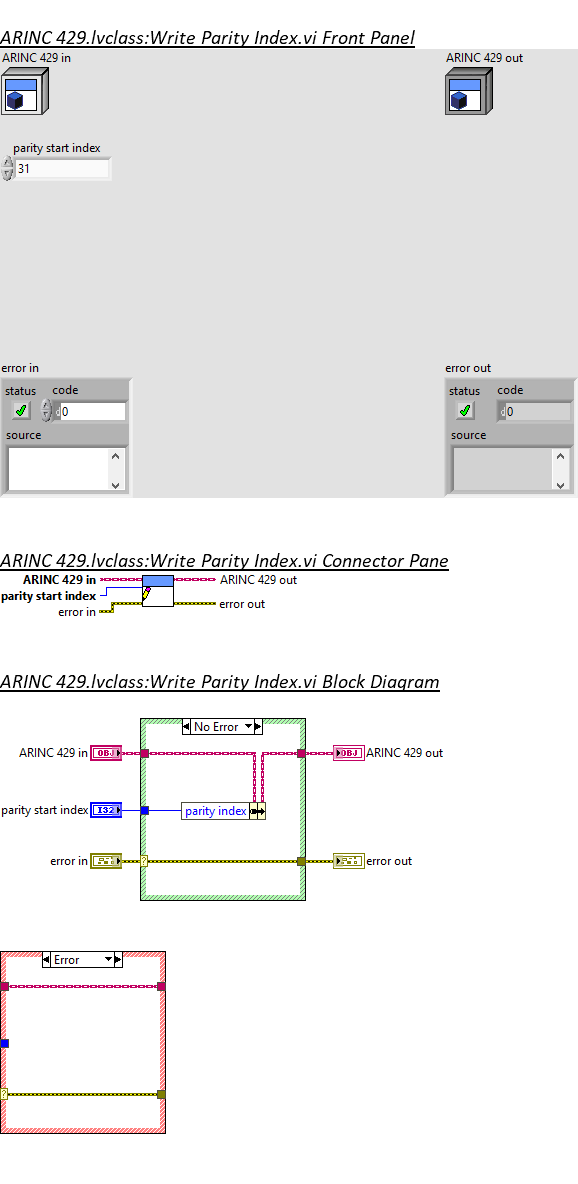 ARINC 429.lvclass:Write Parity Index.vi Front Panel
ARINC 429 in
ARINC 429 out
parity start index
31
error in
error out
status code
status code
d 0
d 0
source
source
ARINC 429.lvclass:Write Parity Index.vi Connector Pane
ARINC 429 in
ARINC 429 out
parity start index
error in
error out
ARINC 429.lvclass:Write Parity Index.vi Block Diagram
No Error
ARINC 429 in
OBJ
OBJ
ARINC 429 out
parity start index
I32
parity index
error in
?
error out
Error
?